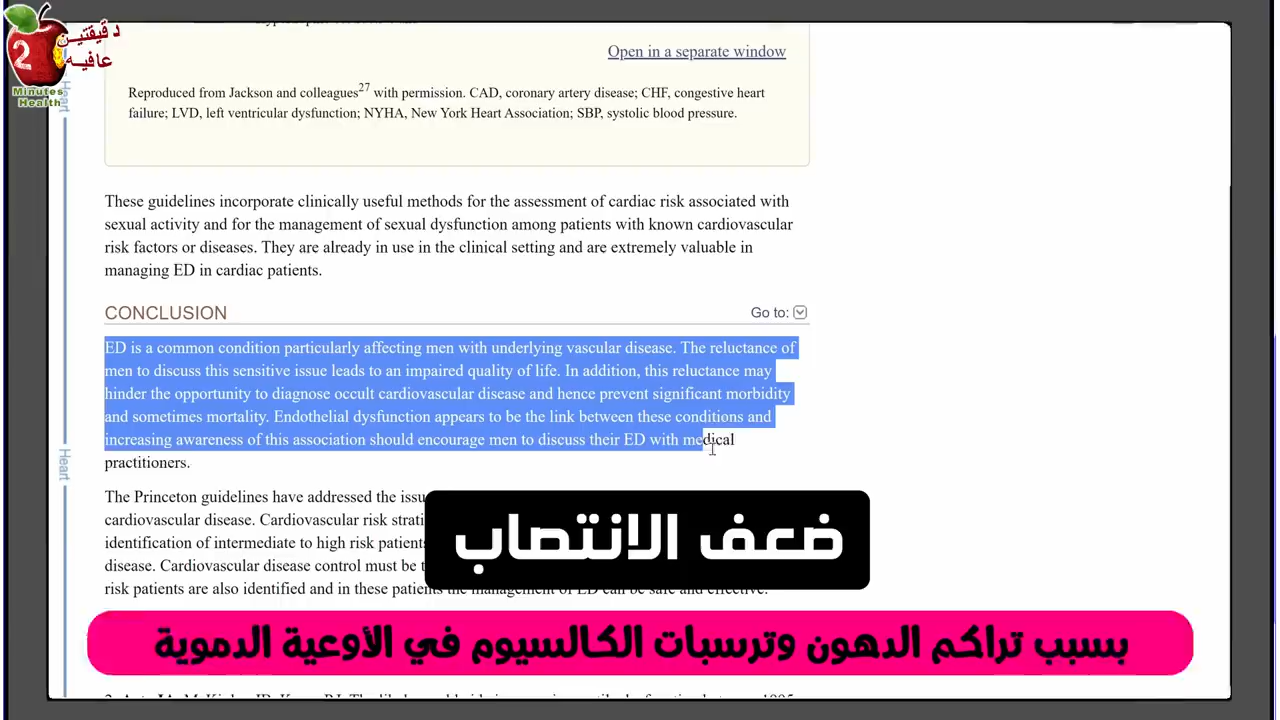 دقيقتين
عافيه
2
Minutes
Health
Heart
Open in a separate window
Reproduced from Jackson and colleagues27 with permission. CAD, coronary artery disease; CHF, congestive heart
failure; LVD, left ventricular dysfunction; NYHA, New York Heart Association; SBP, systolic blood pressure.
These guidelines incorporate clinically useful methods for the assessment of cardiac risk associated with
sexual activity and for the management of sexual dysfunction among patients with known cardiovascular
risk factors or diseases. They are already in use in the clinical setting and are extremely valuable in
managing ED in cardiac patients.
CONCLUSION
Go to:
ED is a common condition particularly affecting men with underlying vascular disease. The reluctance of
men to discuss this sensitive issue leads to an impaired quality of life. In addition, this reluctance may
hinder the opportunity to diagnose occult cardiovascular disease and hence prevent significant morbidity
and sometimes mortality. Endothelial dysfunction appears to be the link between these conditions and
increasing awareness of this association should encourage men to discuss their ED with medical
practitioners.
Heart
The Princeton guidelines have addressed the issu
cardiovascular disease. Cardiovascular risk strati
identification of intermediate to high risk patients
disease. Cardiovascular disease control must be t
risk patients are also identified and in these patients the management of ED can be safe and effective.
ضعف الانتصاب
بسبب تراكم الدهون وترسبات الكالسيوم في الأوعية الدموية